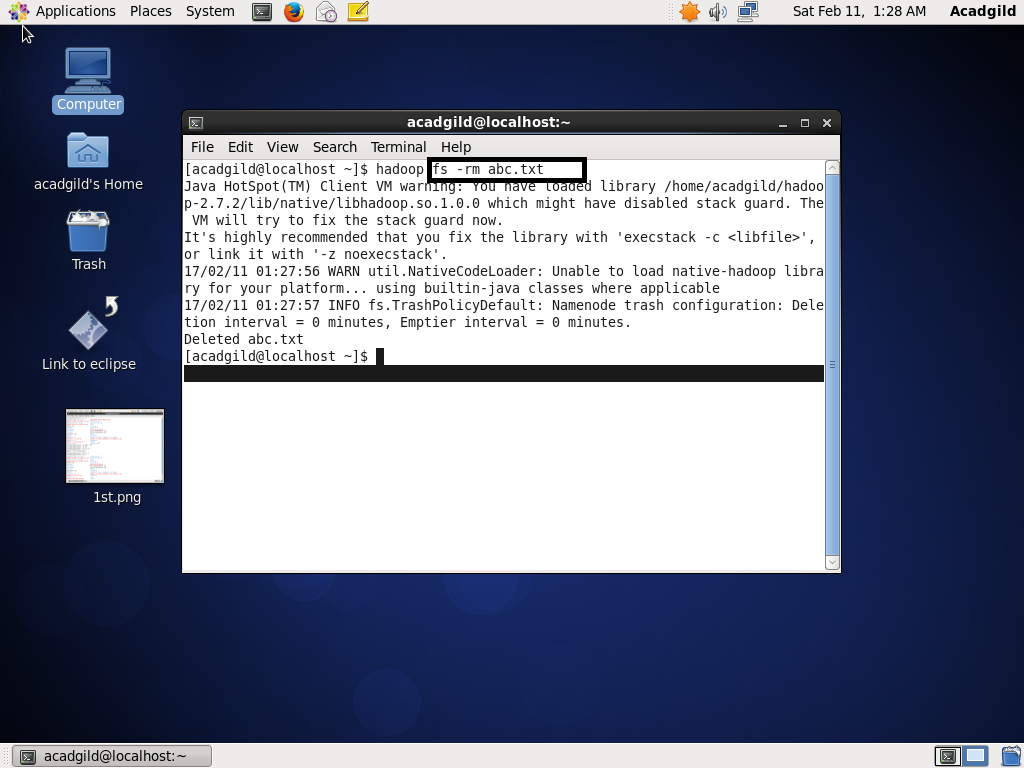 Applications Places System Sat Feb 11, 1:28 AM Acadgild
Computer
acadgild's Home
Trash
Link to eclipse
1st.png
acadgild@localhost:~
File Edit View Search Terminal Help
[acadgild@localhost ~]$ hadoop fs -rm abc.txt
Java HotSpot(TM) Client VM warning: You have loaded library /home/acadgild/hadoo
p-2.7.2/lib/native/libhadoop.so.1.0.0 which might have disabled stack guard. The
 VM will try to fix the stack guard now.
It's highly recommended that you fix the library with 'execstack -c <libfile>',
or link it with '-z noexecstack'.
17/02/11 01:27:56 WARN util.NativeCodeLoader: Unable to load native-hadoop libra
ry for your platform... using builtin-java classes where applicable
17/02/11 01:27:57 INFO fs.TrashPolicyDefault: Namenode trash configuration: Dele
tion interval = 0 minutes, Emptier interval = 0 minutes.
Deleted abc.txt
[acadgild@localhost ~]$
acadgild@localhost:~